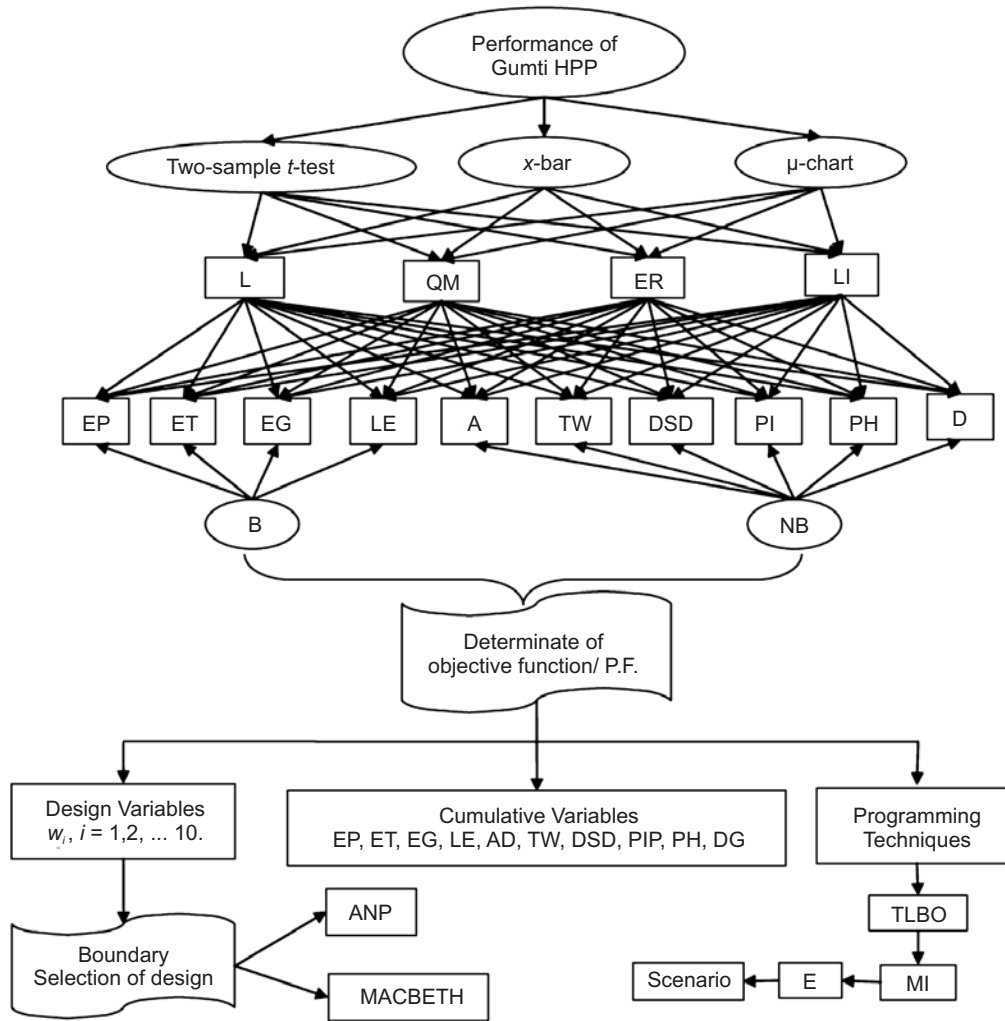 Performance of
Gumti HPP
Two-sample t-test
x-bar
µ-chart
L
QM
ER
LI
EP
ET
EG
LE
A
TW
DSD
PI
PH
D
B
NB
Determinate of
objective function/ P.F.
Design Variables
wᵢ, i = 1,2, ... 10.
Cumulative Variables
EP, ET, EG, LE, AD, TW, DSD, PIP, PH, DG
Programming
Techniques
Boundary
Selection of design
ANP
MACBETH
TLBO
MI
E
Scenario